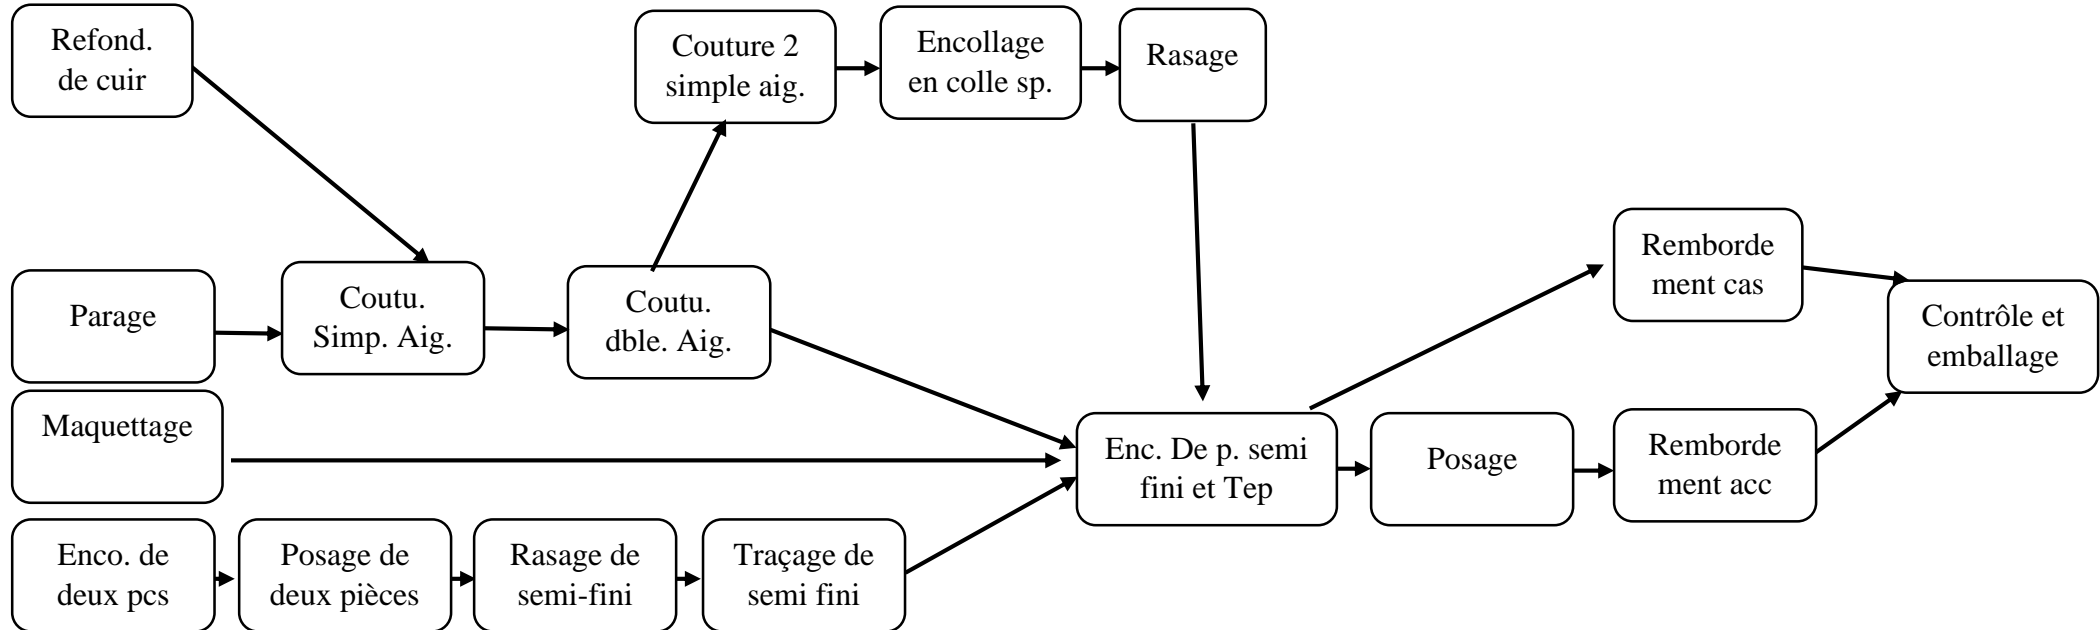 Refond.
de cuir
Couture 2
simple aig.
Encollage
en colle sp.
Rasage
Parage
Coutu.
Simp. Aig.
Coutu.
dble. Aig.
Remborde
ment cas
Contrôle et
emballage
Maquettage
Enc. De p. semi
fini et Tep
Posage
Remborde
ment acc
Enco. de
deux pcs
Posage de
deux pièces
Rasage de
semi-fini
Traçage de
semi fini